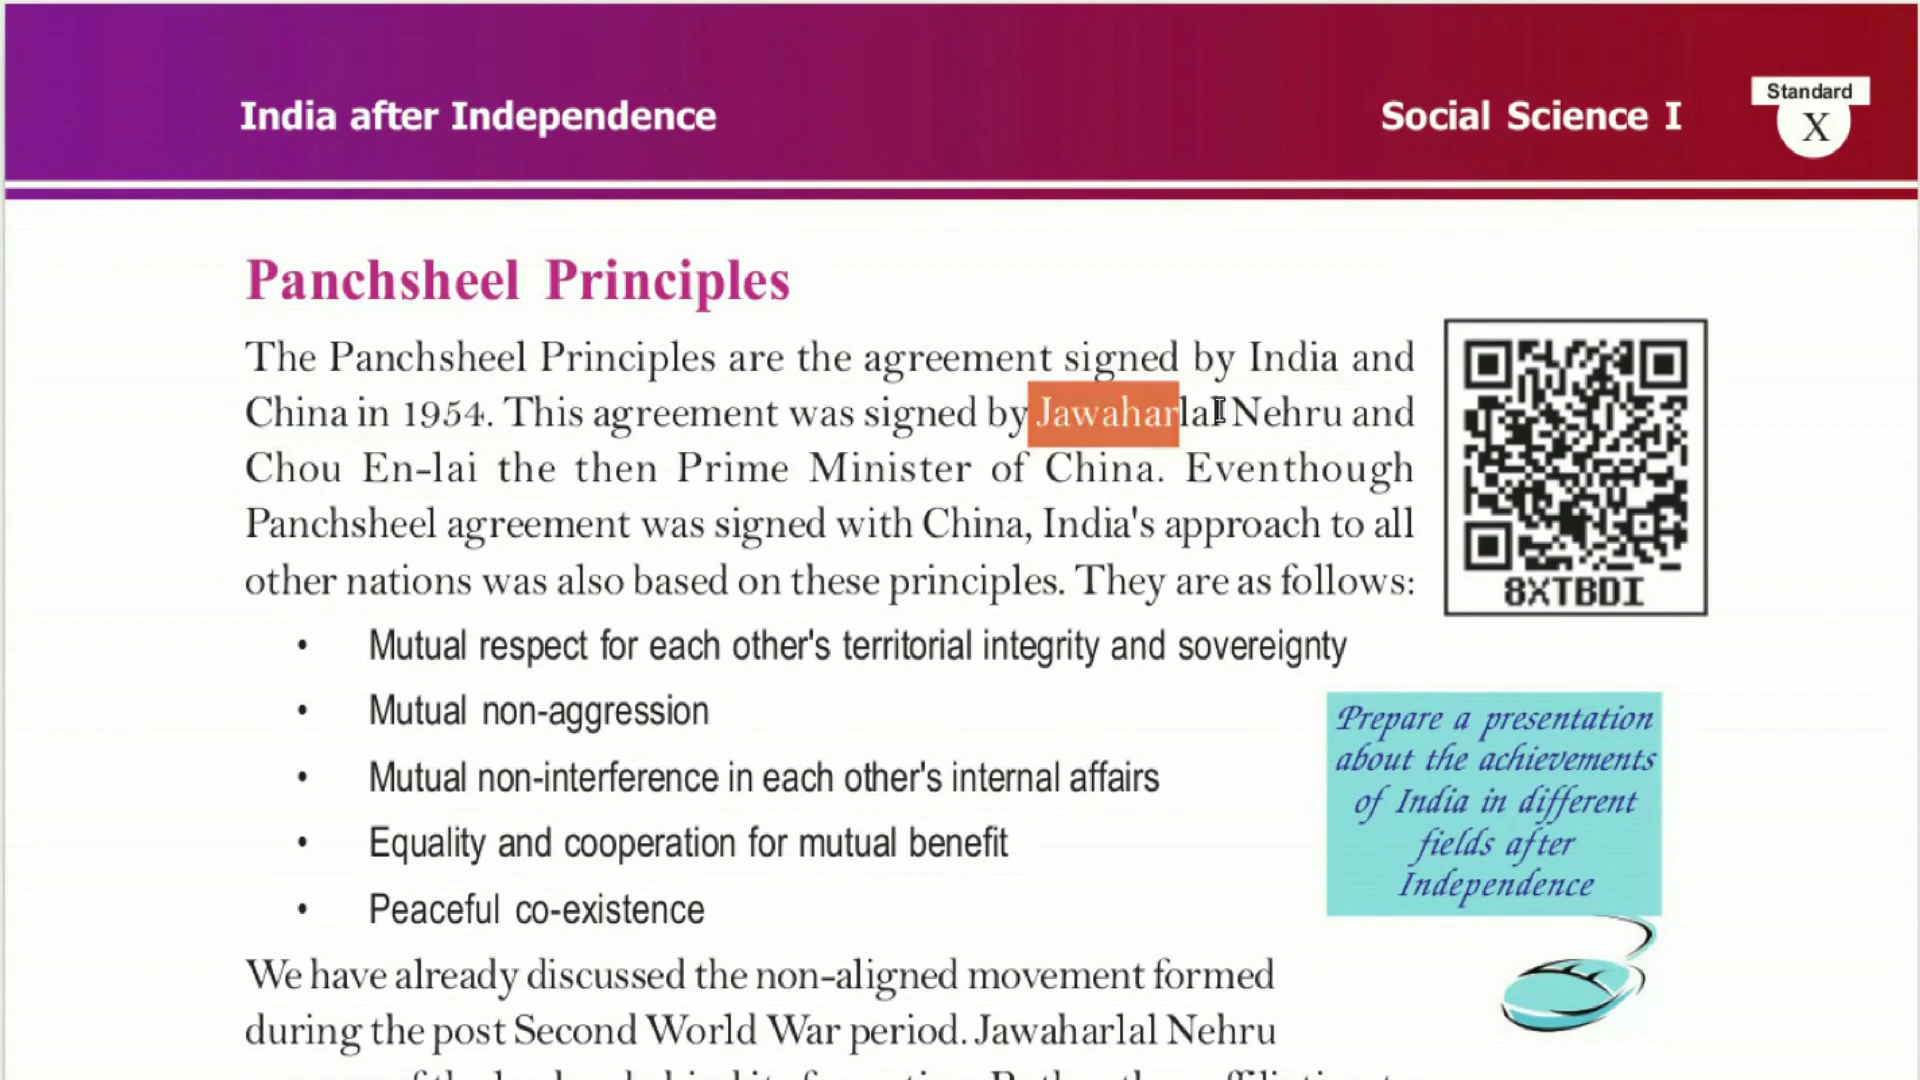 India after Independence
Social Science I
Standard
X
Panchsheel Principles
The Panchsheel Principles are the agreement signed by India and
China in 1954. This agreement was signed by Jawaharlal Nehru and
Chou En-lai the then Prime Minister of China. Eventhough
Panchsheel agreement was signed with China, India's approach to all
other nations was also based on these principles. They are as follows:
8XTBDI
• Mutual respect for each other's territorial integrity and sovereignty
• Mutual non-aggression
• Mutual non-interference in each other's internal affairs
• Equality and cooperation for mutual benefit
• Peaceful co-existence
Prepare a presentation
about the achievements
of India in different
fields after
Independence
We have already discussed the non-aligned movement formed
during the post Second World War period. Jawaharlal Nehru